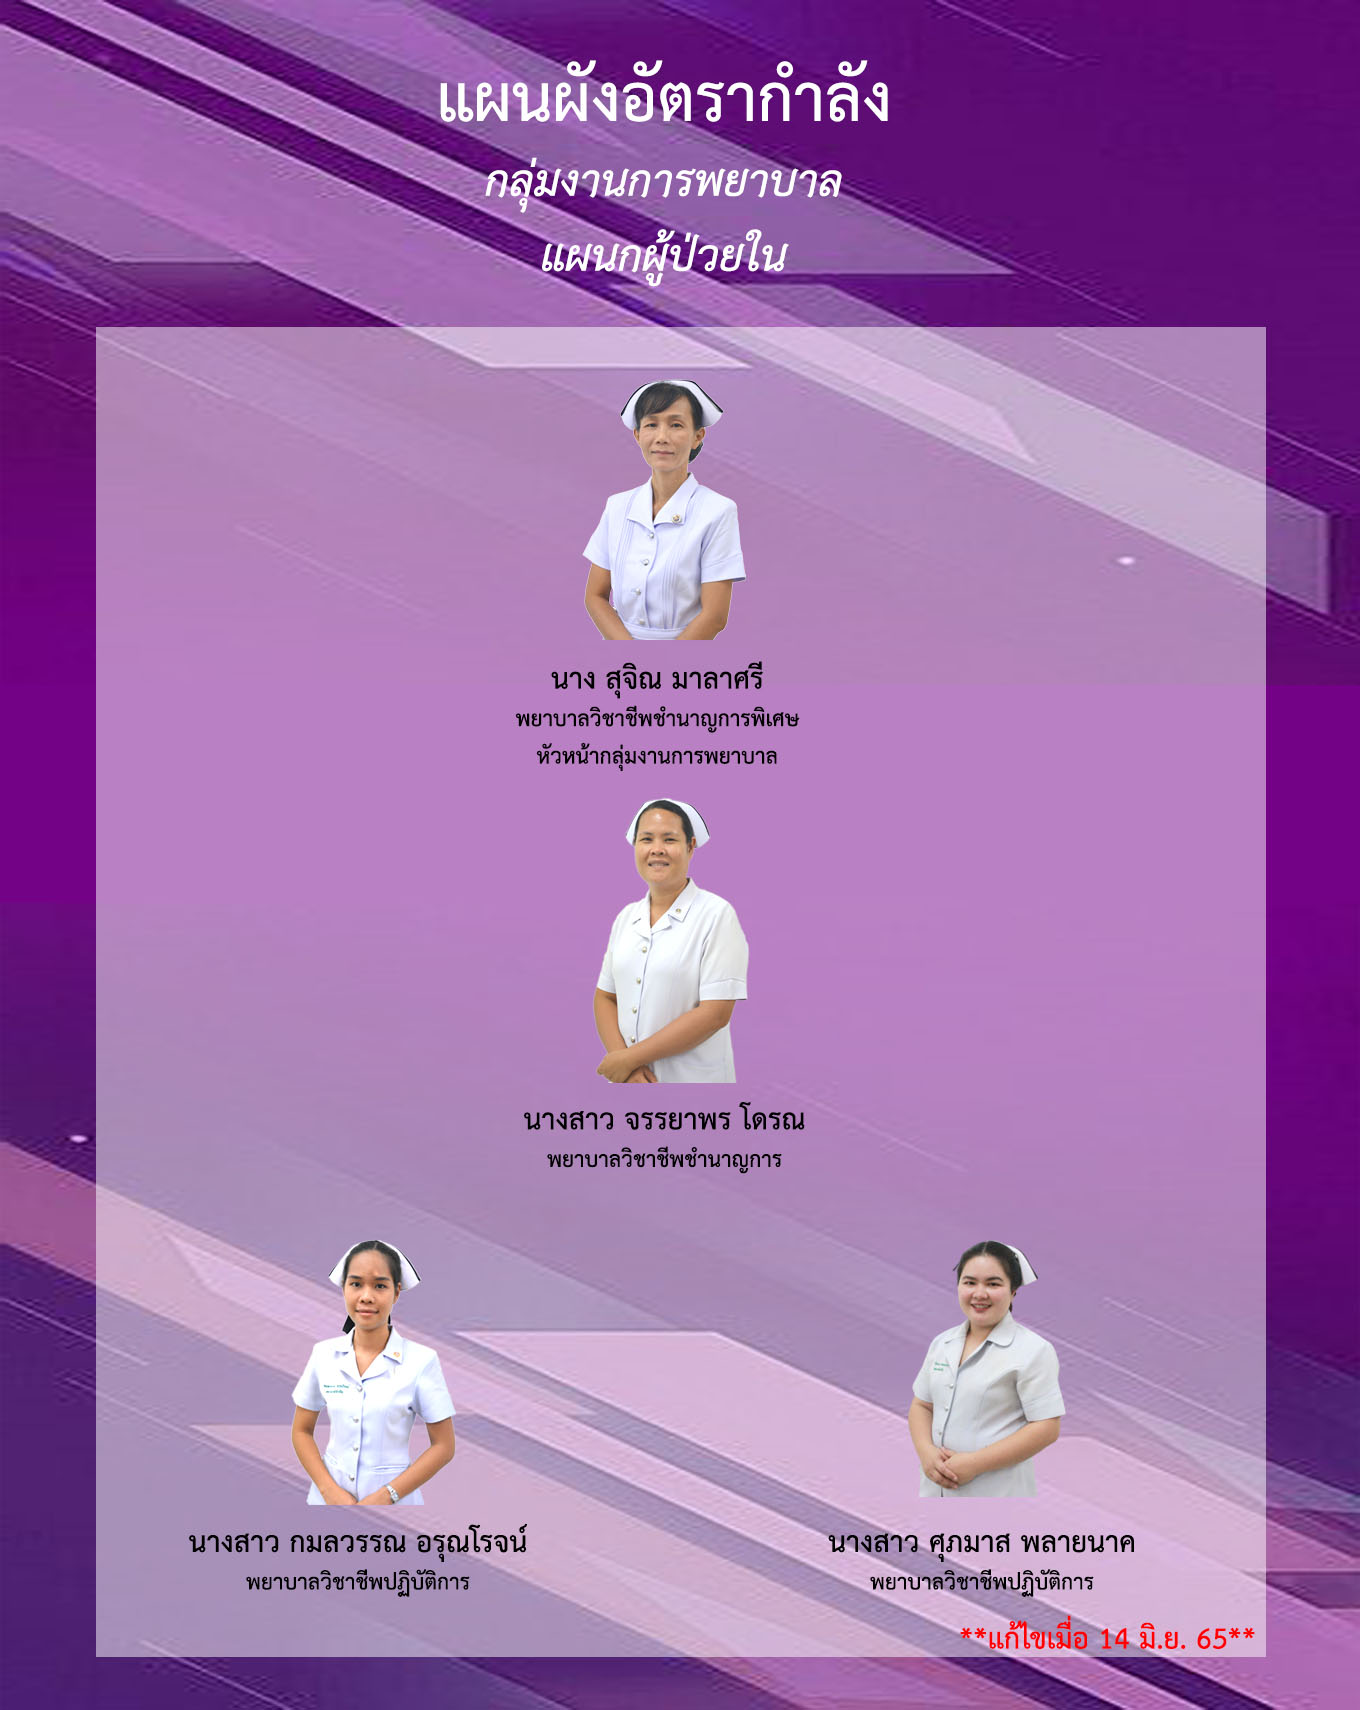 แผนผังอัตรากำลัง
กลุ่มงานการพยาบาล
แผนกผู้ป่วยใน
นาง สุจิณ มาลาศรี
พยาบาลวิชาชีพชำนาญการพิเศษ
หัวหน้ากลุ่มงานการพยาบาล
นางสาว จรรยาพร โดรณ
พยาบาลวิชาชีพชำนาญการ
นางสาว กมลวรรณ อรุณโรจน์
พยาบาลวิชาชีพปฏิบัติการ
นางสาว ศุภมาส พลายนาค
พยาบาลวิชาชีพปฏิบัติการ
**แก้ไขเมื่อ 14 มิ.ย. 65**